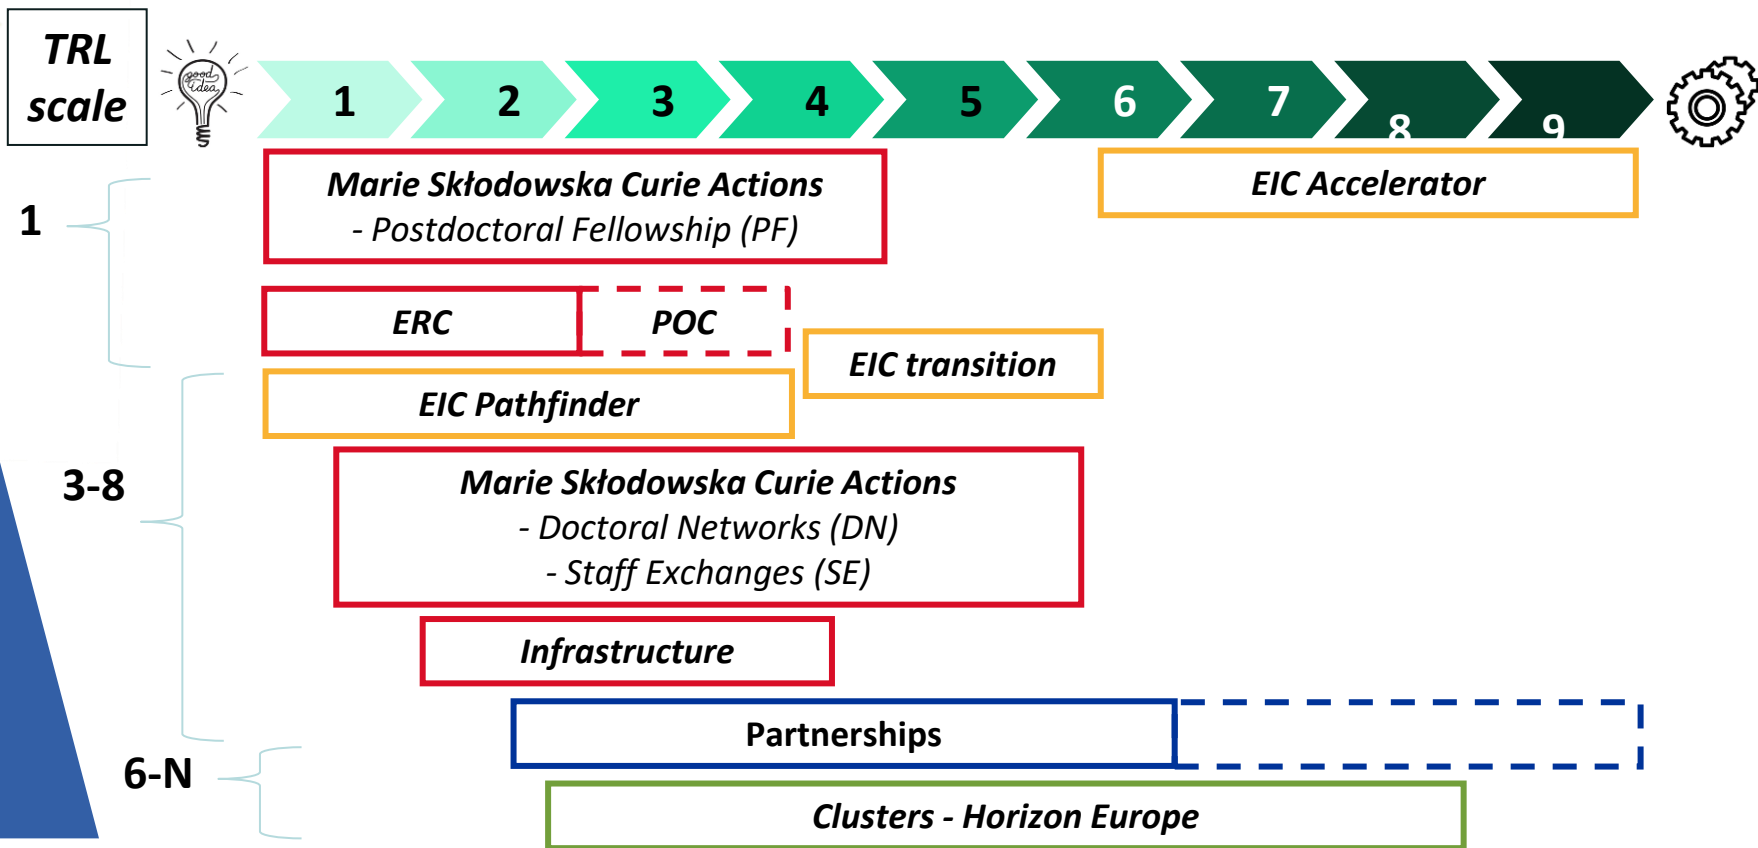 TRL
scale
good
idea
1 2 3 4 5 6 7 8 9
Marie Skłodowska Curie Actions
- Postdoctoral Fellowship (PF)
EIC Accelerator
1
ERC
POC
EIC transition
EIC Pathfinder
3-8
Marie Skłodowska Curie Actions
- Doctoral Networks (DN)
- Staff Exchanges (SE)
Infrastructure
Partnerships
6-N
Clusters - Horizon Europe